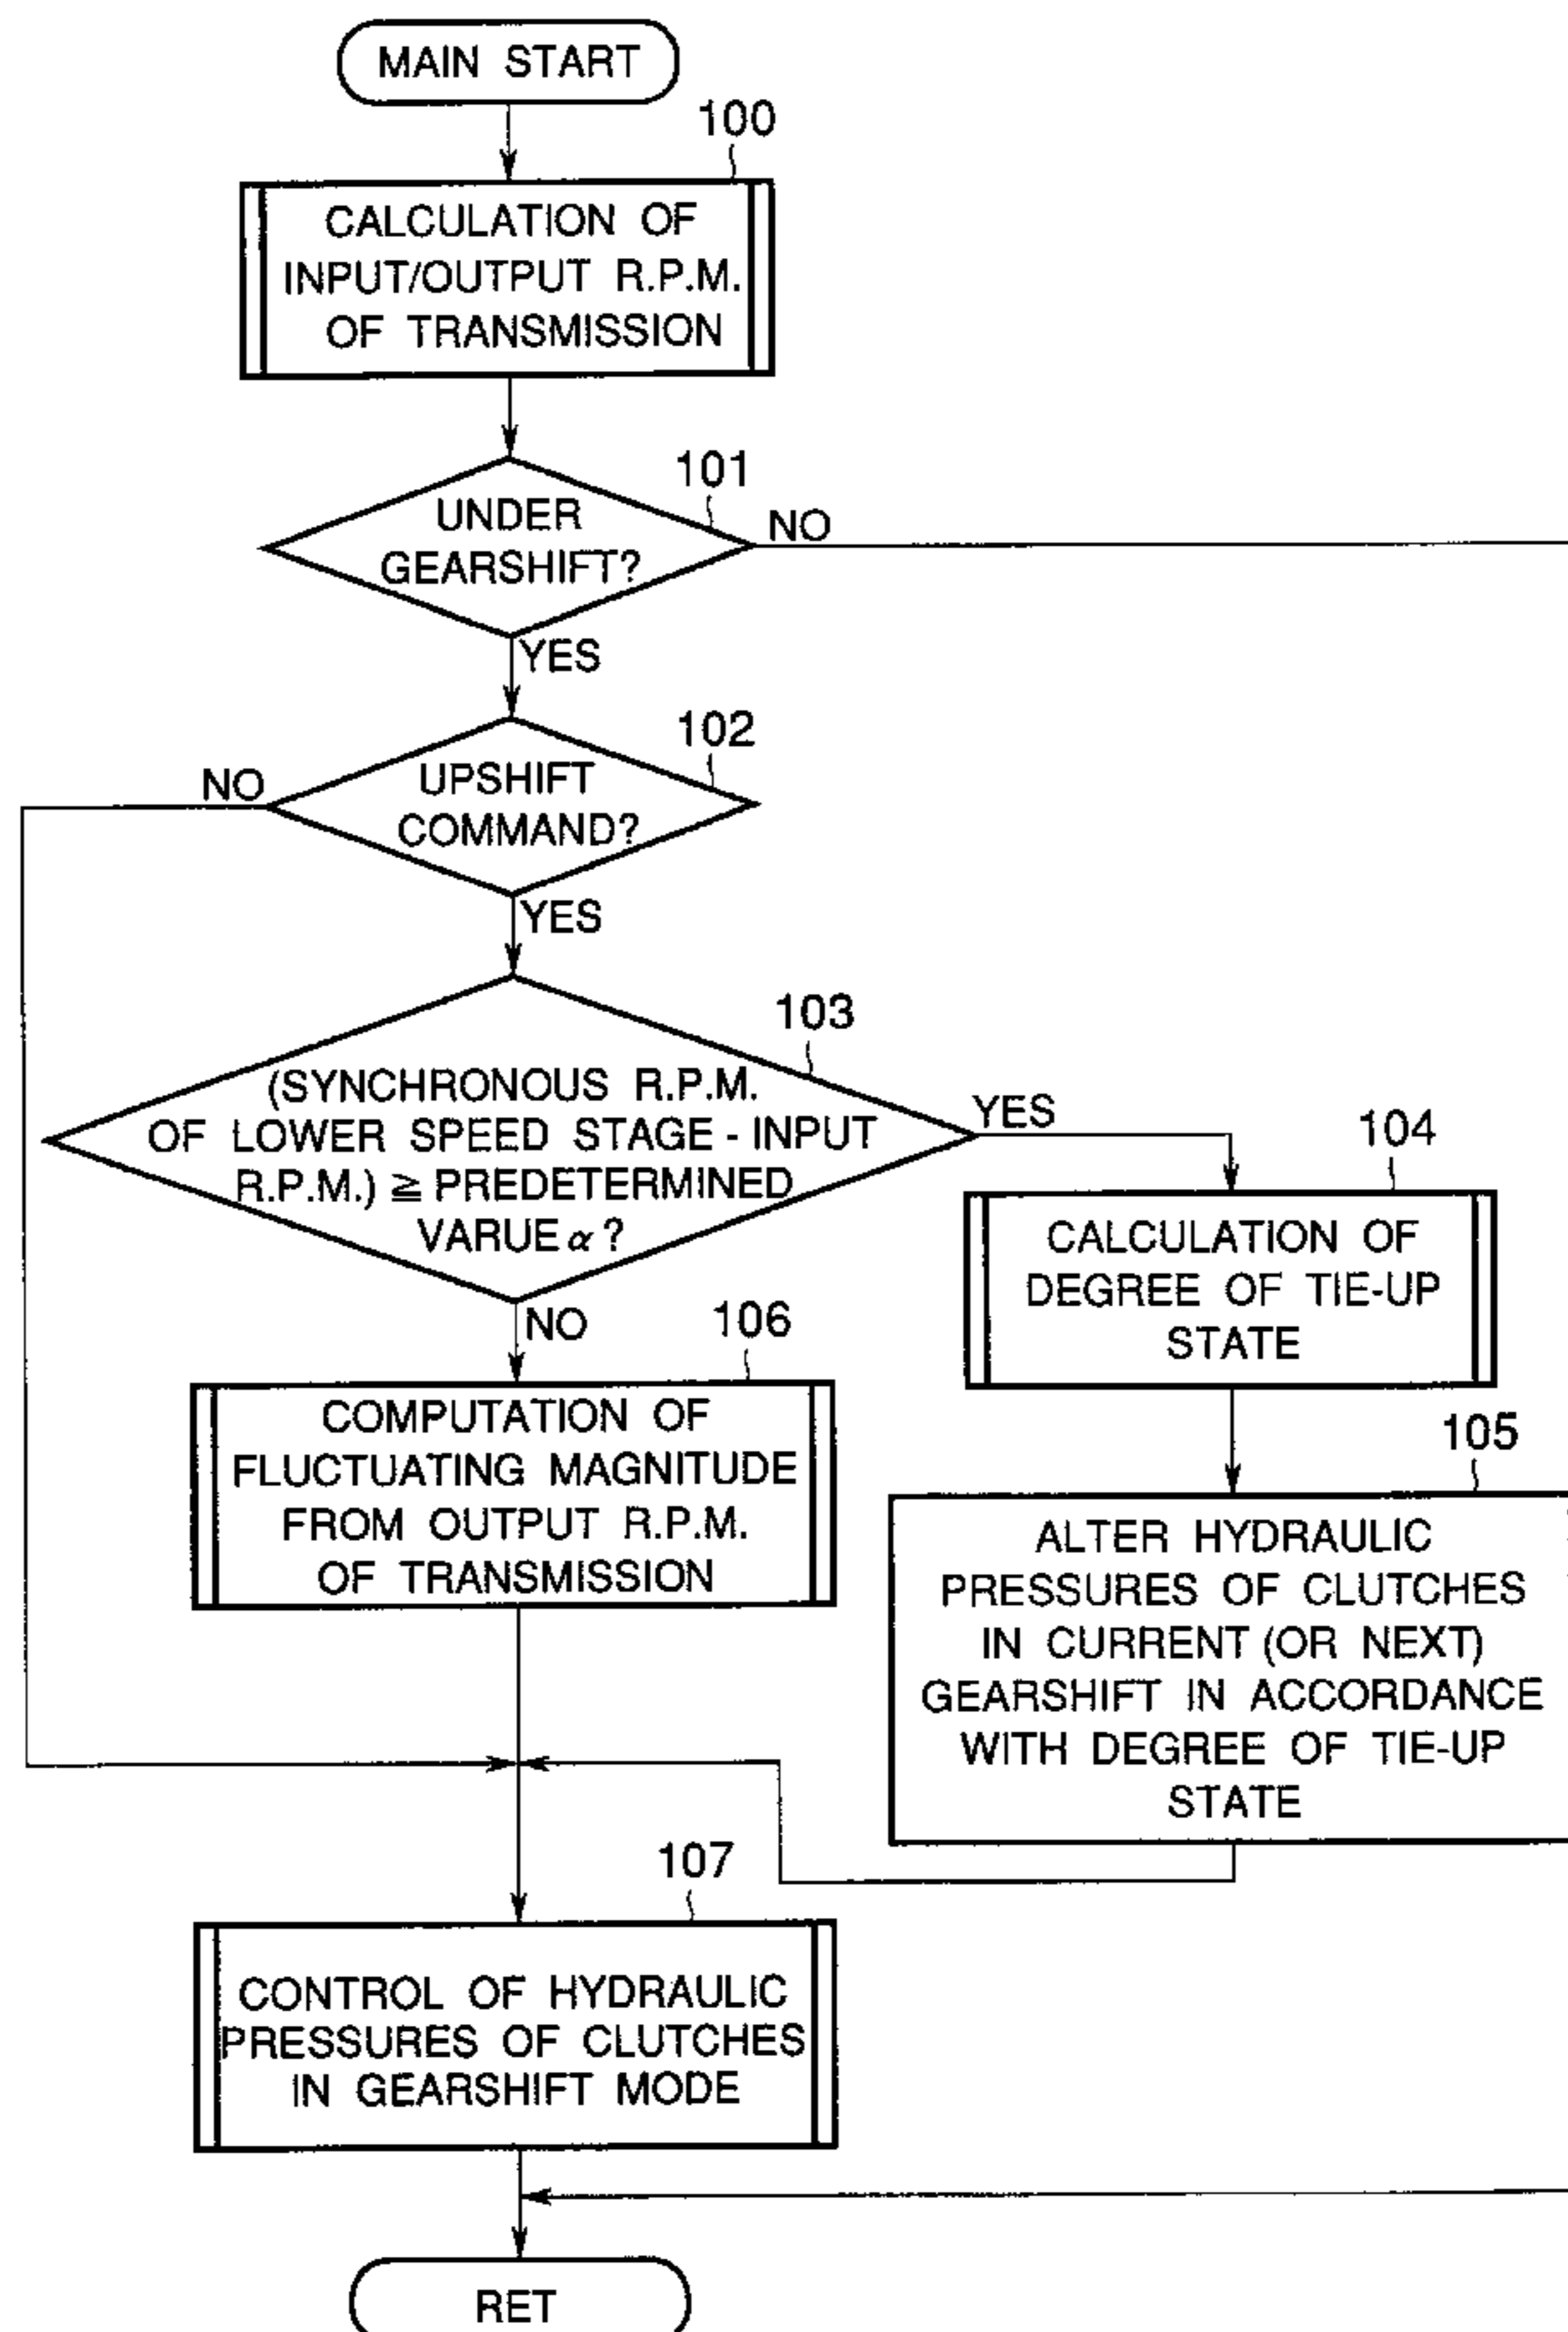 MAIN START
100
CALCULATION OF
INPUT/OUTPUT R.P.M.
OF TRANSMISSION
101
UNDER
GEARSHIFT?
NO
YES
102
UPSHIFT
COMMAND?
NO
YES
103
(SYNCHRONOUS R.P.M.
OF LOWER SPEED STAGE - INPUT
R.P.M.) ≧ PREDETERMINED
VARUE α ?
YES
104
CALCULATION OF
DEGREE OF TIE-UP
STATE
NO
106
COMPUTATION OF
FLUCTUATING MAGNITUDE
FROM OUTPUT R.P.M.
OF TRANSMISSION
105
ALTER HYDRAULIC
PRESSURES OF CLUTCHES
IN CURRENT (OR NEXT)
GEARSHIFT IN ACCORDANCE
WITH DEGREE OF TIE-UP
STATE
107
CONTROL OF HYDRAULIC
PRESSURES OF CLUTCHES
IN GEARSHIFT MODE
RET